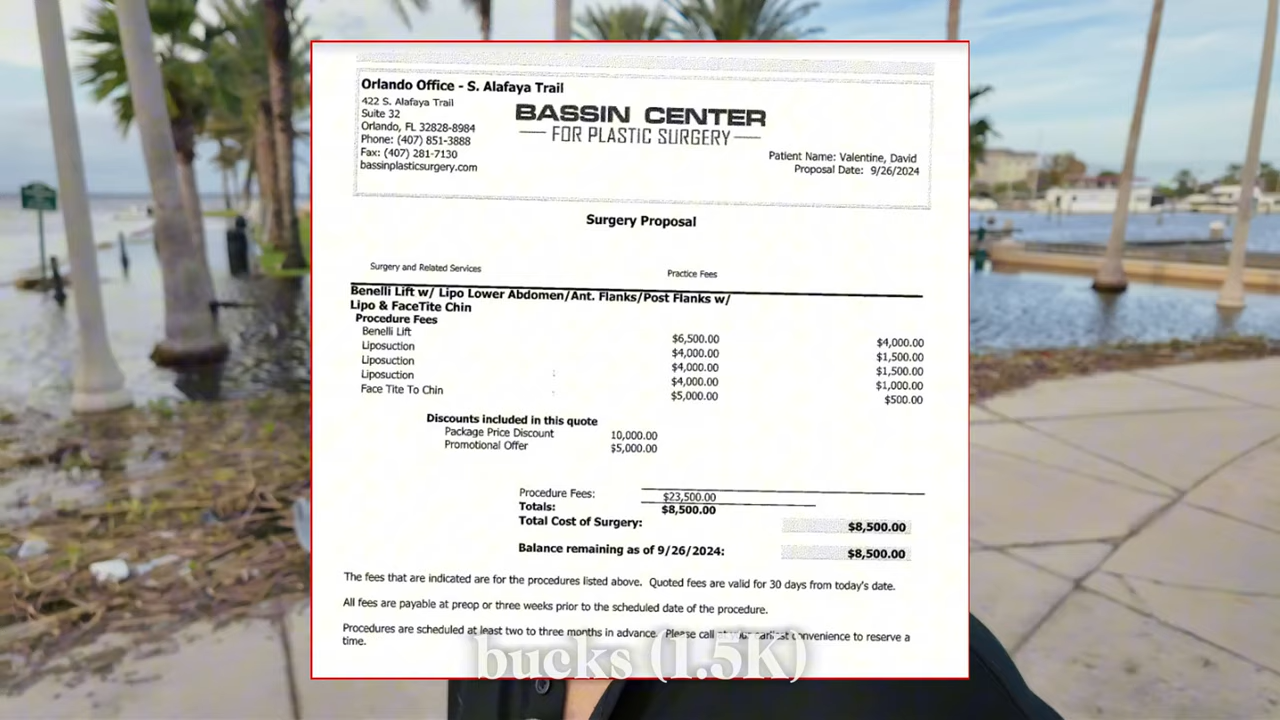 Orlando Office - S. Alafaya Trail
422 S. Alafaya Trail
Suite 32
Orlando, FL 32828-8984
Phone: (407) 851-3888
Fax: (407) 281-7130
bassinplasticsurgery.com
BASSIN CENTER
FOR PLASTIC SURGERY
Patient Name: Valentine, David
Proposal Date: 9/26/2024
Surgery Proposal
Surgery and Related Services Practice Fees
Benelli Lift w/ Lipo Lower Abdomen/Ant. Flanks/Post Flanks w/
Lipo & FaceTite Chin
Procedure Fees
Benelli Lift $6,500.00 $4,000.00
Liposuction $4,000.00 $1,500.00
Liposuction $4,000.00 $1,500.00
Liposuction $4,000.00 $1,000.00
Face Tite To Chin $5,000.00 $500.00
Discounts included in this quote
Package Price Discount 10,000.00
Promotional Offer $5,000.00
Procedure Fees: $23,500.00
Totals: $8,500.00
Total Cost of Surgery: $8,500.00
Balance remaining as of 9/26/2024: $8,500.00
The fees that are indicated are for the procedures listed above. Quoted fees are valid for 30 days from today's date.
All fees are payable at preop or three weeks prior to the scheduled date of the procedure.
Procedures are scheduled at least two to three months in advance. Please call earliest convenience to reserve a
time.
bucks (1.5K)